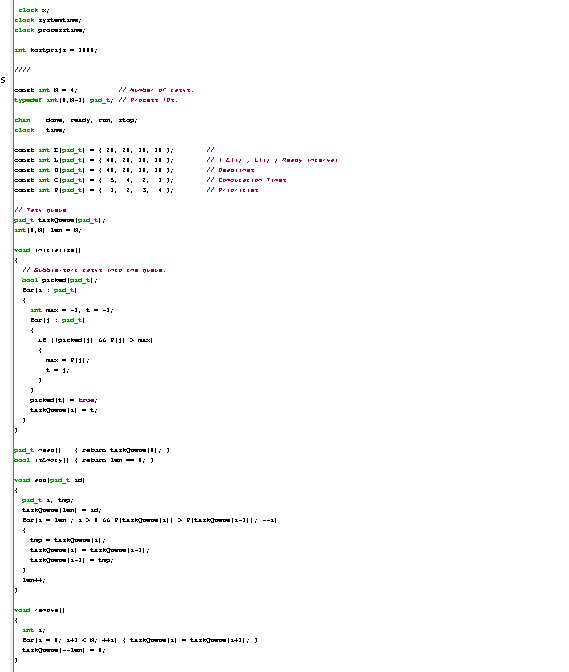 s
clock x;
clock systemtime;
clock processtime;
int kostprijs = 2000;
////
const int N = 4; // Number of tasks.
typedef int[0,N-1] pid_t; // Process IDs.
chan done, ready, run, stop;
clock time;
const int E[pid_t] = { 20, 20, 20, 20 }; //
const int L[pid_t] = { 40, 20, 20, 20 }; // [ E(i) , L(i) ] Ready interval
const int D[pid_t] = { 40, 20, 20, 20 }; // Deadlines
const int C[pid_t] = { 5, 4, 2, 2 }; // Computation Times
const int P[pid_t] = { 1, 2, 3, 4 }; // Priorities
// Task queue
pid_t taskQueue[pid_t];
int[0,N] len = N;
void initialize()
{
// Bubble-sort tasks into the queue.
bool picked[pid_t];
for(i : pid_t)
{
int max = -1, t = -1;
for(j : pid_t)
{
if (!picked[j] && P[j] > max)
{
max = P[j];
t = j;
}
}
picked[t] = true;
taskQueue[i] = t;
}
}
pid_t head() { return taskQueue[0]; }
bool isEmpty() { return len == 0; }
void add(pid_t id)
{
pid_t i, tmp;
taskQueue[len] = id;
for(i = len ; i > 0 && P[taskQueue[i]] > P[taskQueue[i-1]]; --i)
{
tmp = taskQueue[i];
taskQueue[i] = taskQueue[i-1];
taskQueue[i-1] = tmp;
}
len++;
}
void remove()
{
int i;
for(i = 0; i+1 < N; ++i) { taskQueue[i] = taskQueue[i+1]; }
taskQueue[--len] = 0;
}